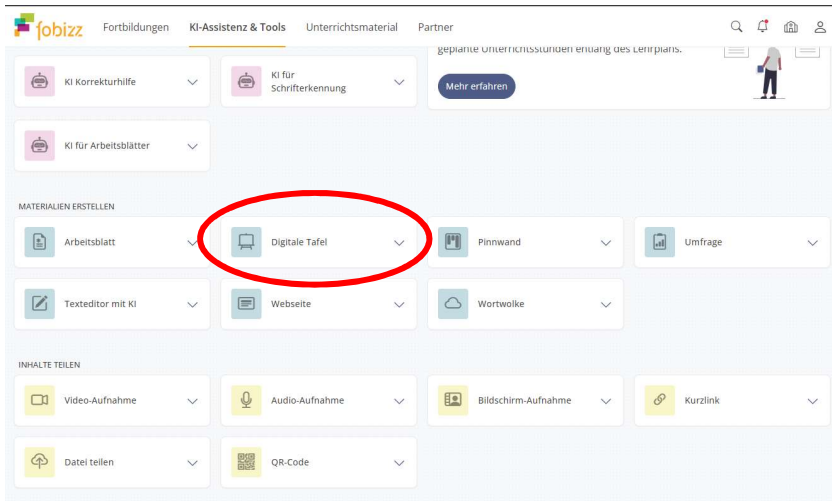 fobizz Fortbildungen KI-Assistenz & Tools Unterrichtsmaterial Partner
geplante Unterrichtsstunden entlang des Lehrplans.
KI Korrekturhilfe
KI für
Schrifterkennung
Mehr erfahren
KI für Arbeitsblätter
MATERIALIEN ERSTELLEN
Arbeitsblatt
Digitale Tafel
Pinnwand
Umfrage
Texteditor mit KI
Webseite
Wortwolke
INHALTE TEILEN
Video-Aufnahme
Audio-Aufnahme
Bildschirm-Aufnahme
Kurzlink
Datei teilen
QR-Code